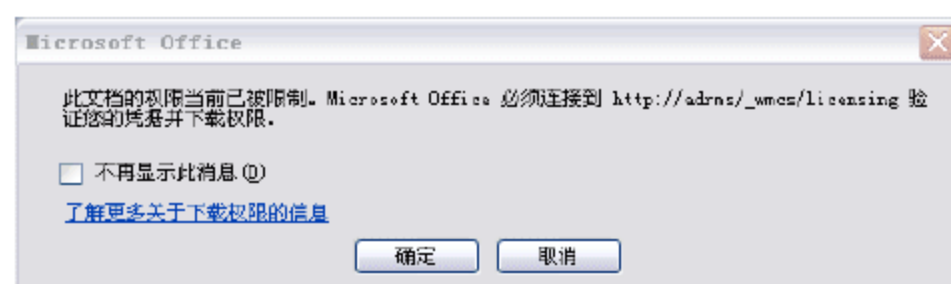 Microsoft Office
此文档的权限当前已被限制。Microsoft Office 必须连接到 http://adrms/_wmcs/licensing 验
证您的凭据并下载权限。
不再显示此消息(D)
了解更多关于下载权限的信息
确定 取消